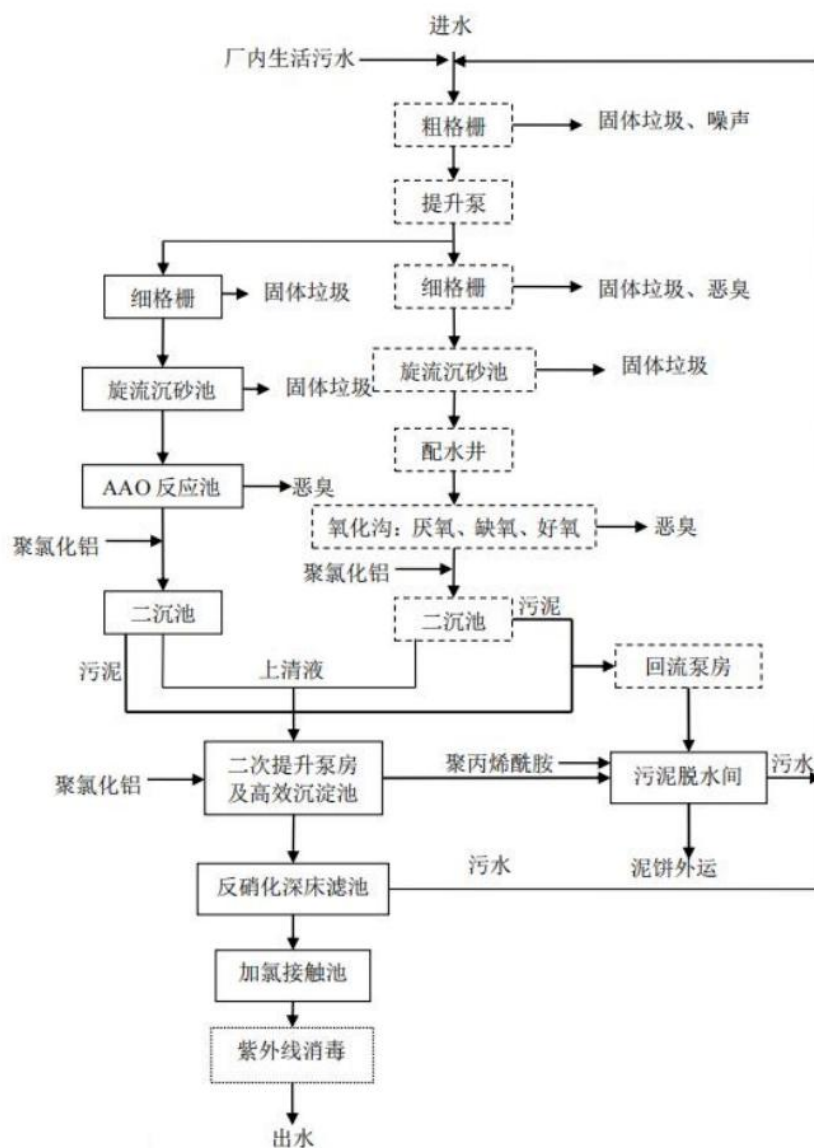 进水
厂内生活污水
粗格栅
固体垃圾、噪声
提升泵
细格栅
固体垃圾
细格栅
固体垃圾、恶臭
旋流沉砂池
固体垃圾
旋流沉砂池
固体垃圾
配水井
AAO 反应池
恶臭
氧化沟：厌氧、缺氧、好氧
恶臭
聚氯化铝
聚氯化铝
二沉池
二沉池
污泥
污泥
上清液
回流泵房
聚氯化铝
二次提升泵房
及高效沉淀池
聚丙烯酰胺
污泥脱水间
污水
反硝化深床滤池
污水
泥饼外运
加氯接触池
紫外线消毒
出水